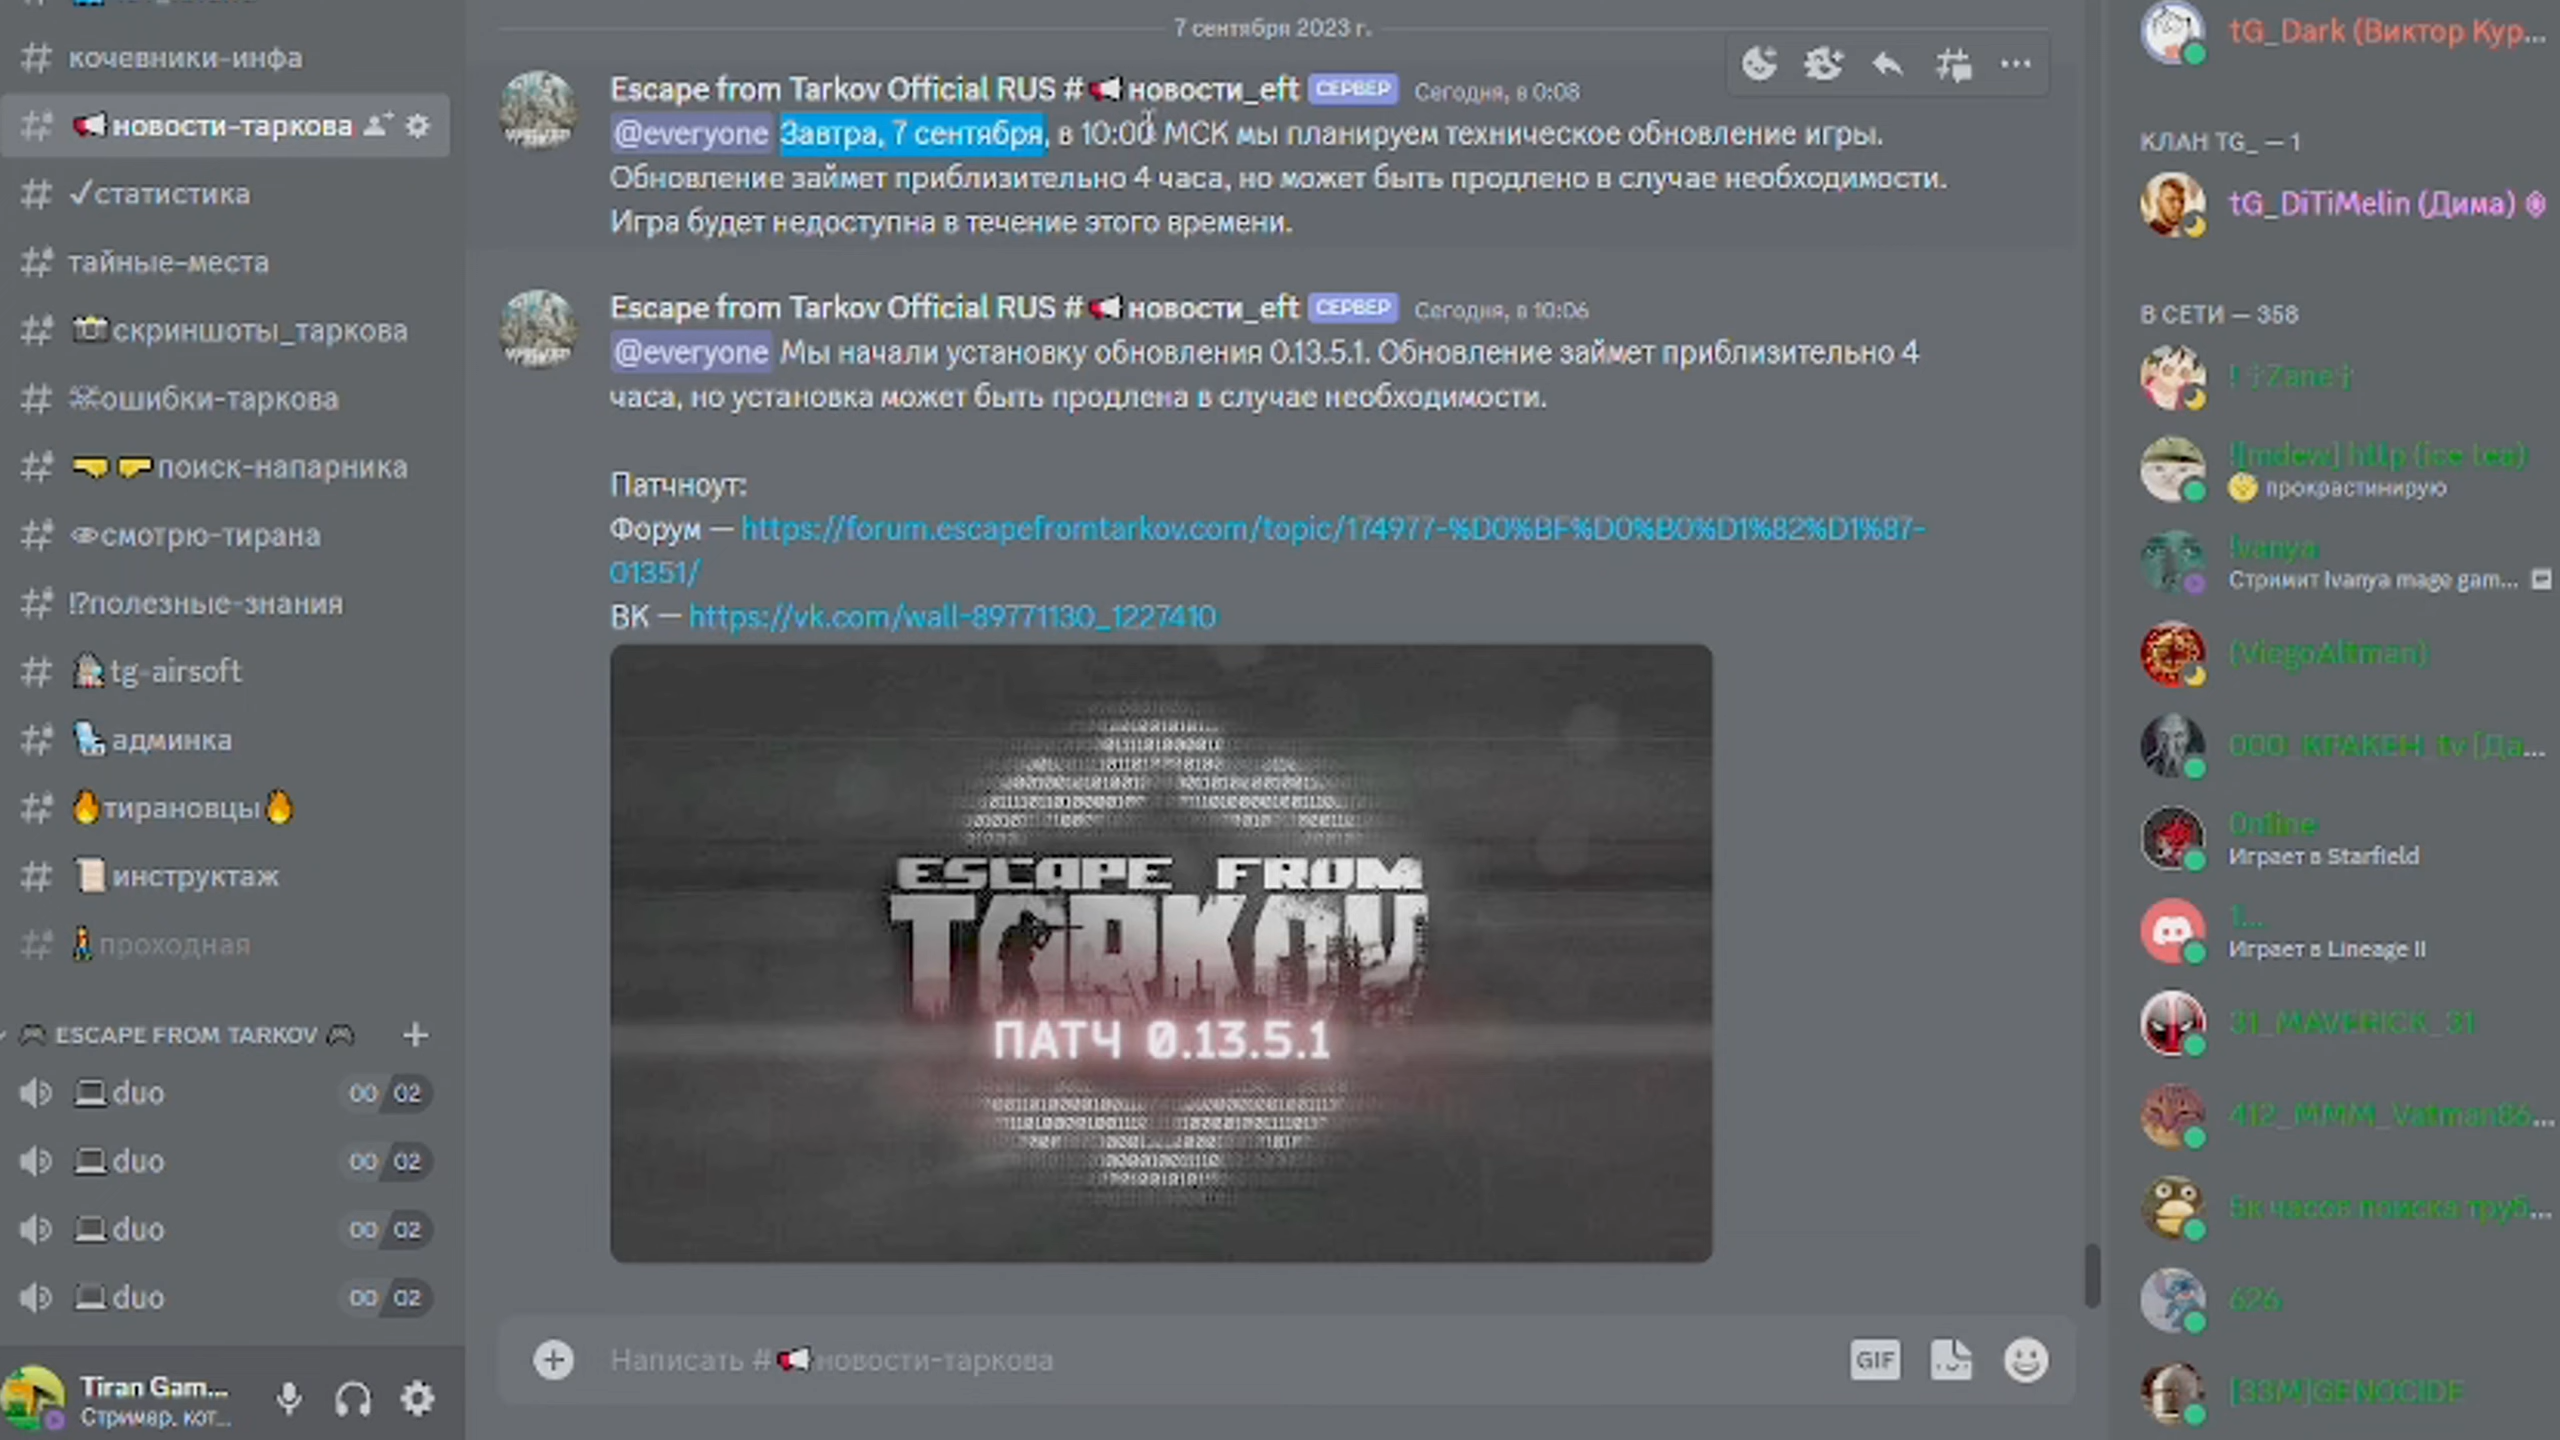 кочевники-инфа
новости-таркова
✓статистика
тайные-места
скриншоты_таркова
ошибки-таркова
поиск-напарника
смотрю-тирана
⁉полезные-знания
tg-airsoft
админка
тирановцы
инструктаж
проходная
ESCAPE FROM TARKOV
duo 00 02
duo 00 02
duo 00 02
duo 00 02
Tiran Gam...
Стример, кот...
7 сентября 2023 г.
Escape from Tarkov Official RUS # новости_eft СЕРВЕР Сегодня, в 0:08
@everyone Завтра, 7 сентября, в 10:00 МСК мы планируем техническое обновление игры.
Обновление займет приблизительно 4 часа, но может быть продлено в случае необходимости.
Игра будет недоступна в течение этого времени.
Escape from Tarkov Official RUS # новости_eft СЕРВЕР Сегодня, в 10:06
@everyone Мы начали установку обновления 0.13.5.1. Обновление займет приблизительно 4
часа, но установка может быть продлена в случае необходимости.
Патчноут:
Форум — https://forum.escapefromtarkov.com/topic/174977-%D0%BF%D0%B0%D1%82%D1%87-
01351/
ВК — https://vk.com/wall-89771130_1227410
ESCAPE FROM
TARKOV
ПАТЧ 0.13.5.1
Написать # новости-таркова
GIF
tG_Dark (Виктор Кур...
КЛАН TG_ — 1
tG_DiTiMelin (Дима)
В СЕТИ — 358
! †Zane†
![mdew] http (ice tea)
прокрастинирую
!vanya
Стримит Ivanya mage gam...
(ViegoAltman)
000_KRAKEN_tv [Да...
0nline
Играет в Starfield
1...
Играет в Lineage II
31_MAVERICK_31
412_MMM_Vatman86...
5к часов поиска труб...
626
[33M]GENOCIDE